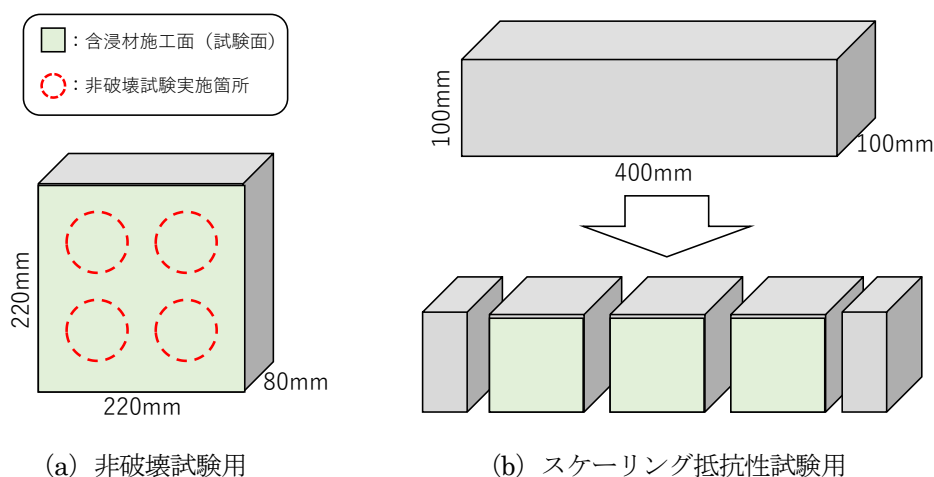 ：含浸材施工面（試験面）
：非破壊試験実施箇所
220mm
220mm
80mm
(a) 非破壊試験用
100mm
400mm
100mm
(b) スケーリング抵抗性試験用